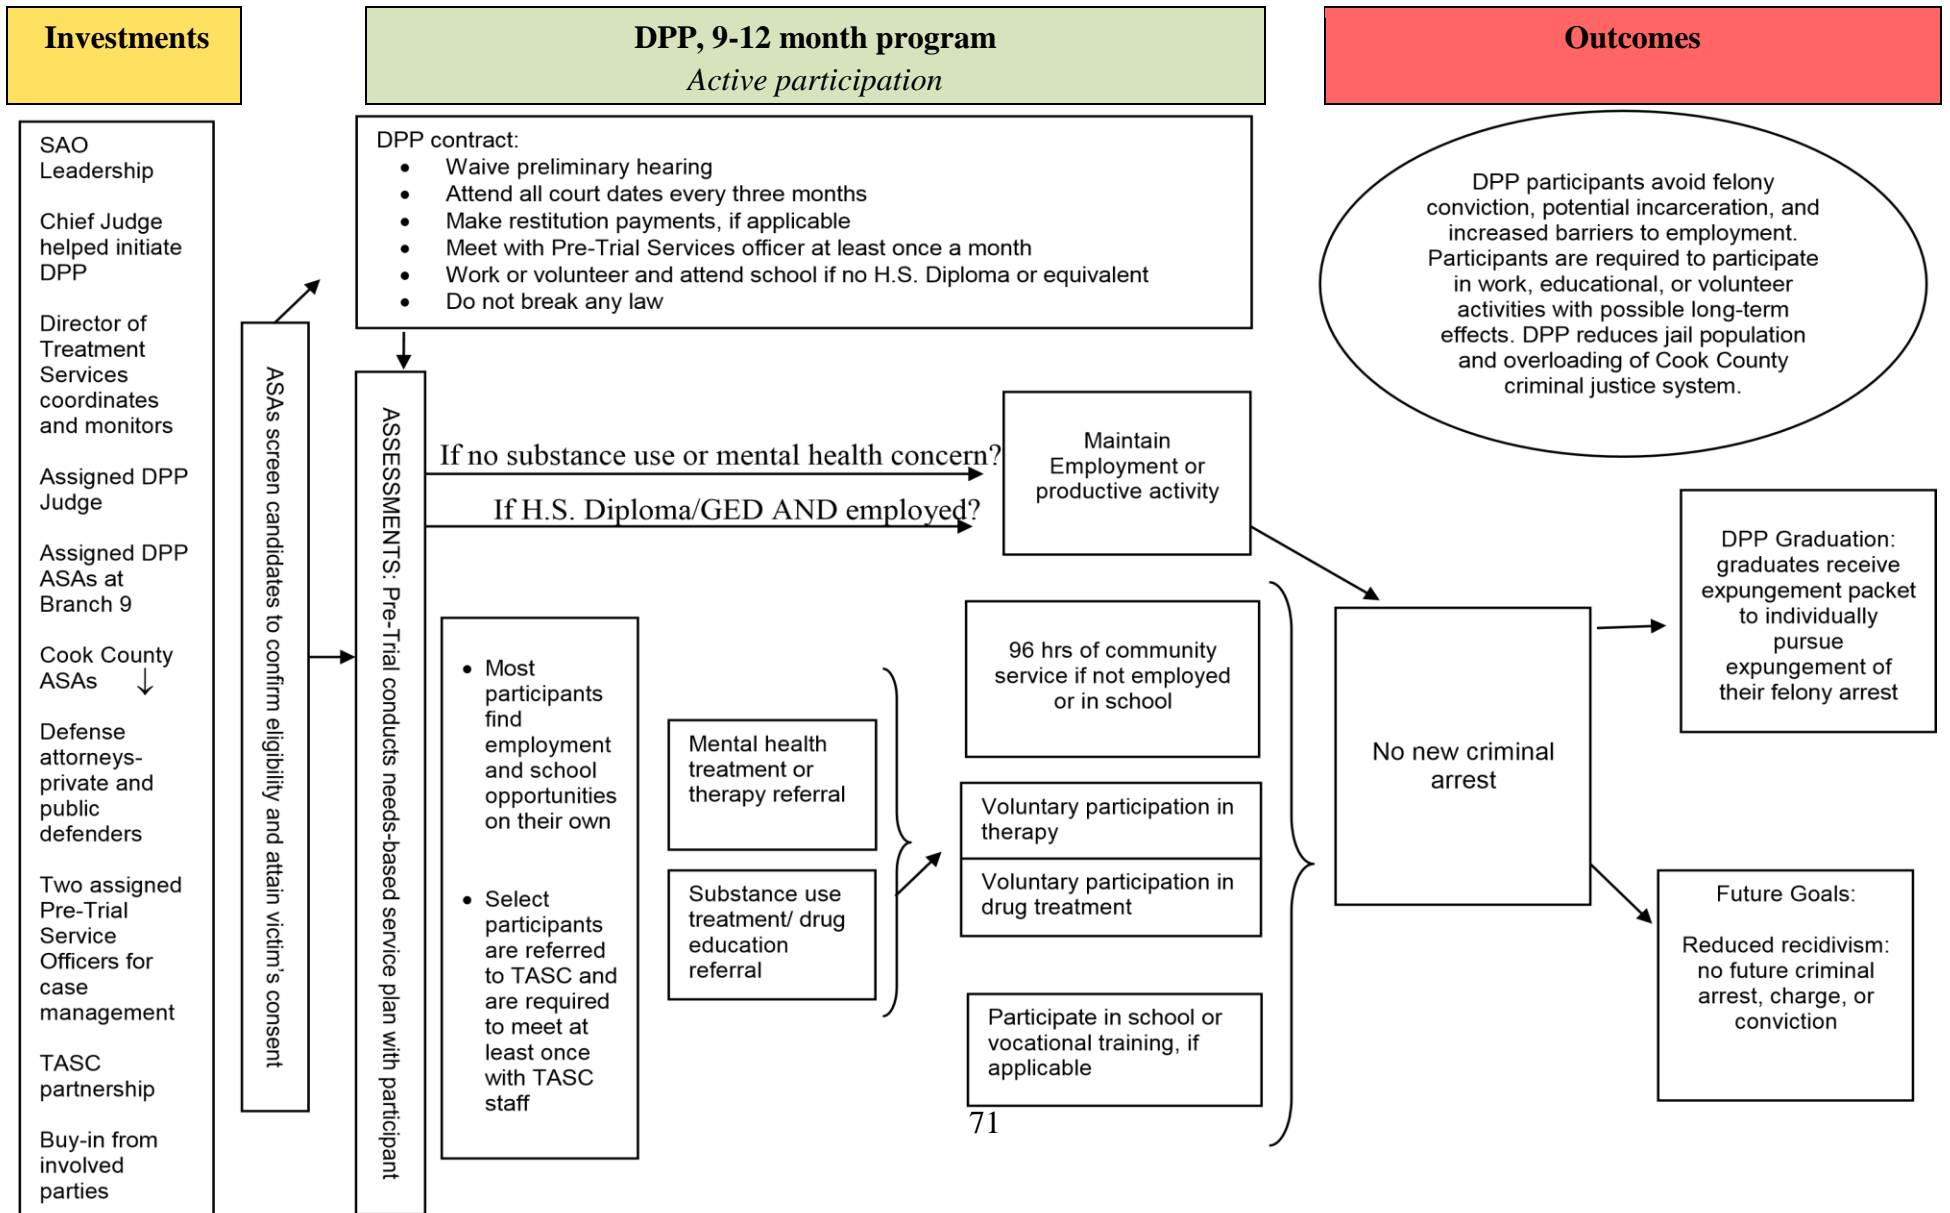 Investments
DPP, 9-12 month program
Active participation
Outcomes
SAO
Leadership
Chief Judge
helped initiate
DPP
Director of
Treatment
Services
coordinates
and monitors
Assigned DPP
Judge
Assigned DPP
ASAs at
Branch 9
Cook County
ASAs ↓
Defense
attorneys-
private and
public
defenders
Two assigned
Pre-Trial
Service
Officers for
case
management
TASC
partnership
Buy-in from
involved
parties
ASAs screen candidates to confirm eligibility and attain victim's consent
DPP contract:
• Waive preliminary hearing
• Attend all court dates every three months
• Make restitution payments, if applicable
• Meet with Pre-Trial Services officer at least once a month
• Work or volunteer and attend school if no H.S. Diploma or equivalent
• Do not break any law
ASSESSMENTS: Pre-Trial conducts needs-based service plan with participant
If no substance use or mental health concern?
If H.S. Diploma/GED AND employed?
Maintain
Employment or
productive activity
• Most
participants
find
employment
and school
opportunities
on their own
• Select
participants
are referred
to TASC and
are required
to meet at
least once
with TASC
staff
Mental health
treatment or
therapy referral
Substance use
treatment/ drug
education
referral
96 hrs of community
service if not employed
or in school
Voluntary participation in
therapy
Voluntary participation in
drug treatment
Participate in school or
vocational training, if
applicable
71
DPP participants avoid felony
conviction, potential incarceration, and
increased barriers to employment.
Participants are required to participate
in work, educational, or volunteer
activities with possible long-term
effects. DPP reduces jail population
and overloading of Cook County
criminal justice system.
No new criminal
arrest
DPP Graduation:
graduates receive
expungement packet
to individually
pursue
expungement of
their felony arrest
Future Goals:
Reduced recidivism:
no future criminal
arrest, charge, or
conviction